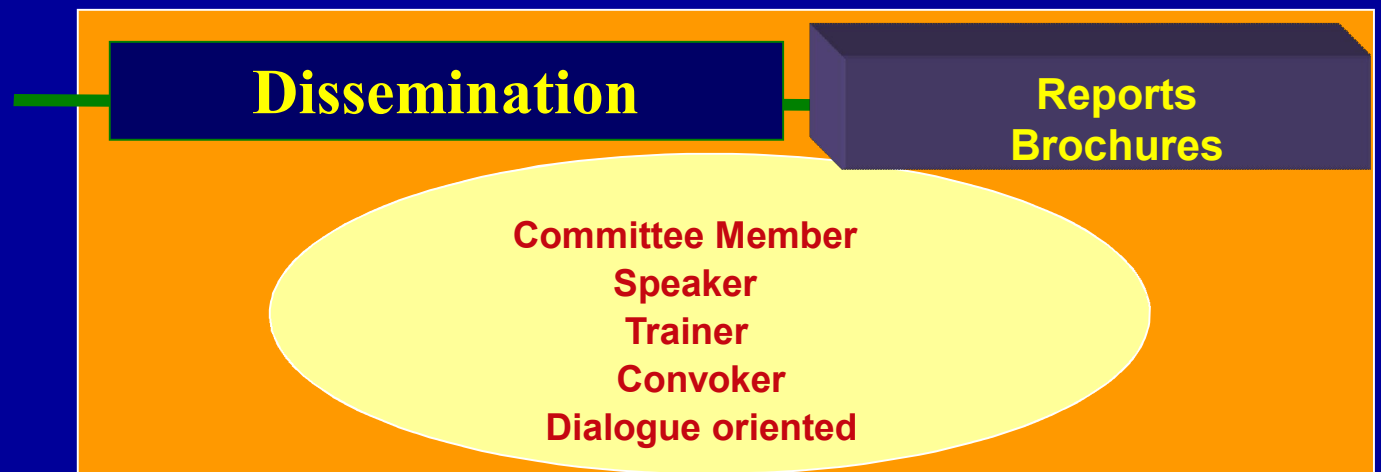 Dissemination
Reports
Brochures
Committee Member
Speaker
Trainer
Convoker
Dialogue oriented